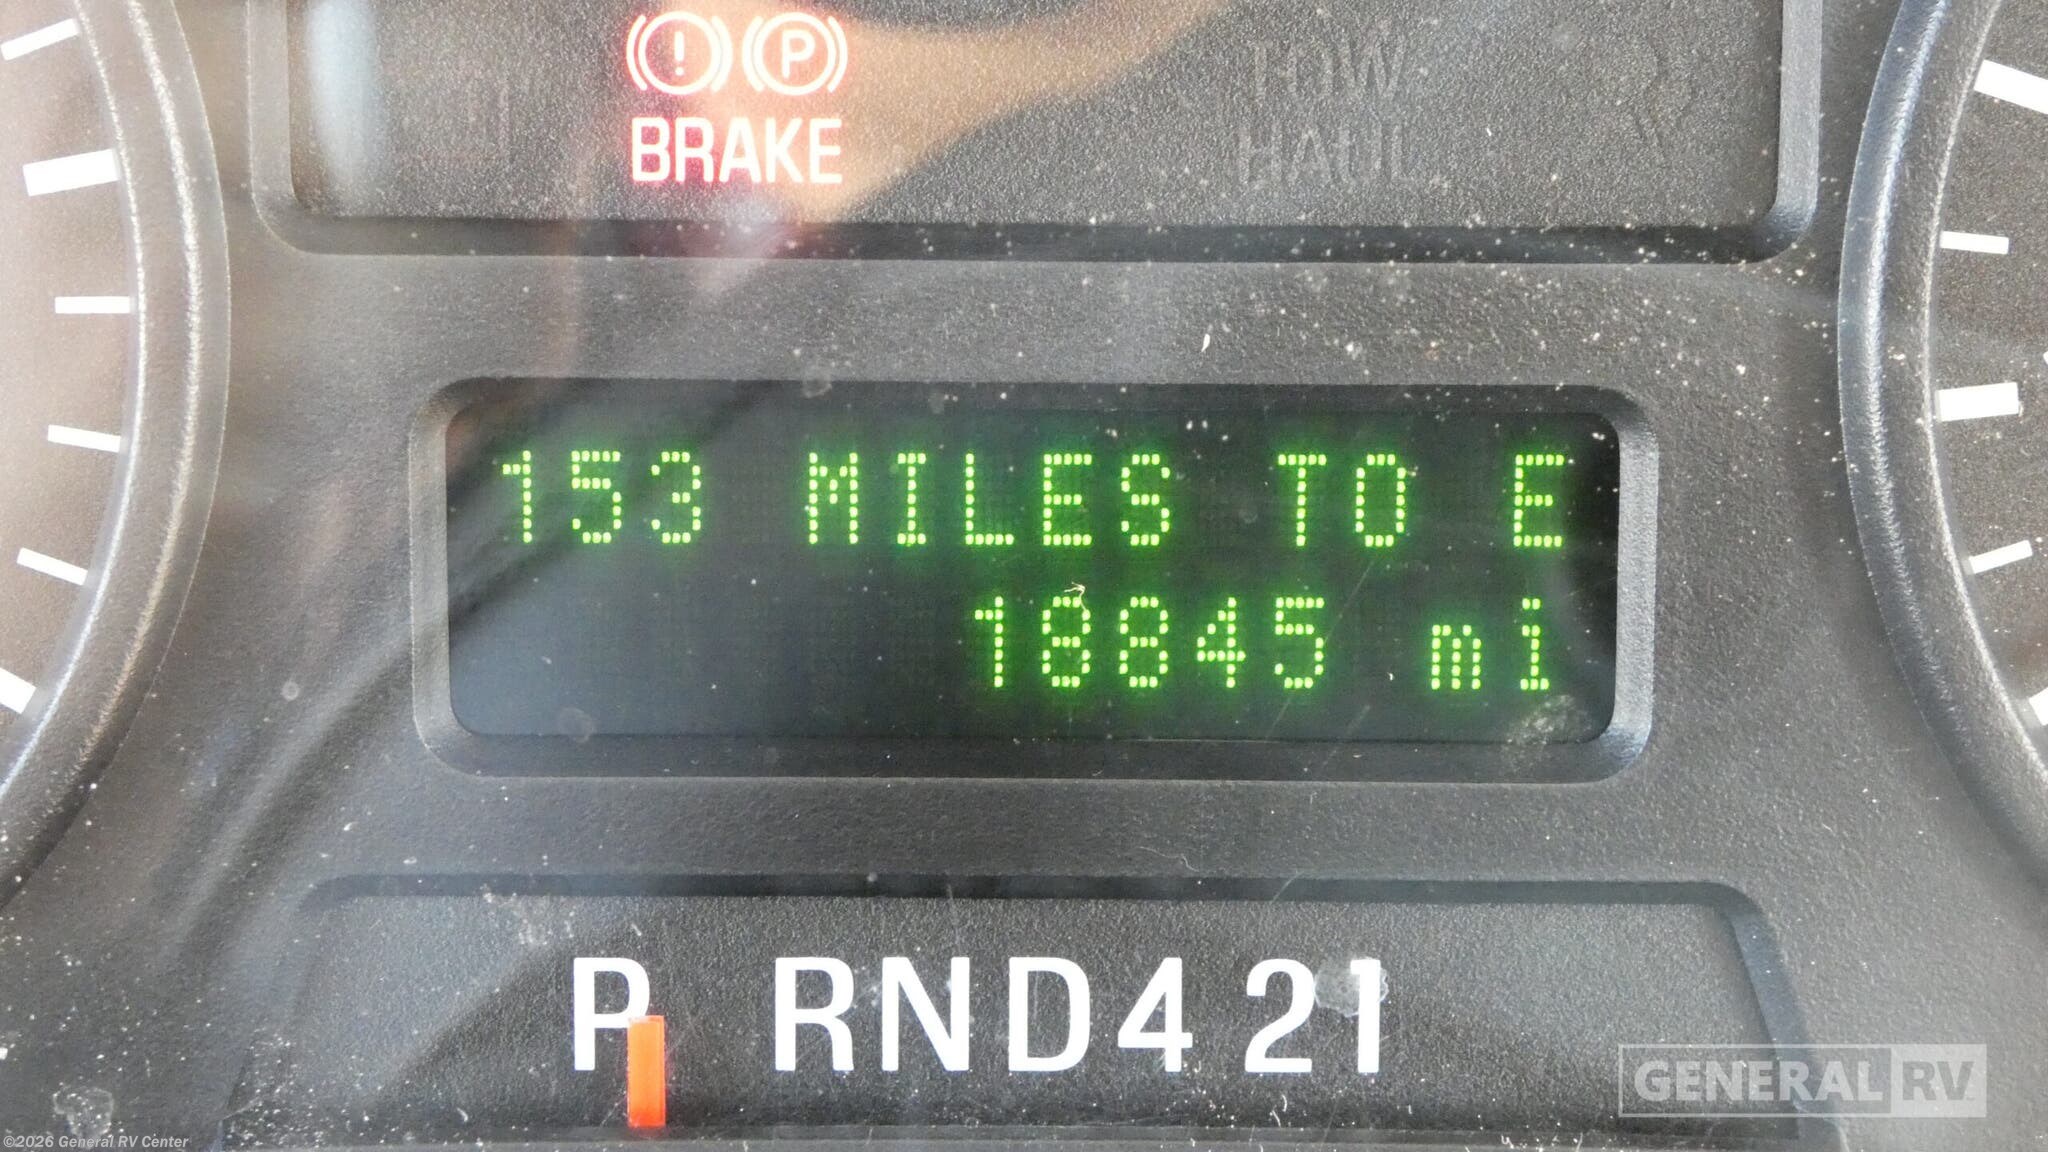 (!) (P)
BRAKE
TOW
HAUL
153 MILES TO E
18845 mi
P RND421
GENERAL RV
©2026 General RV Center